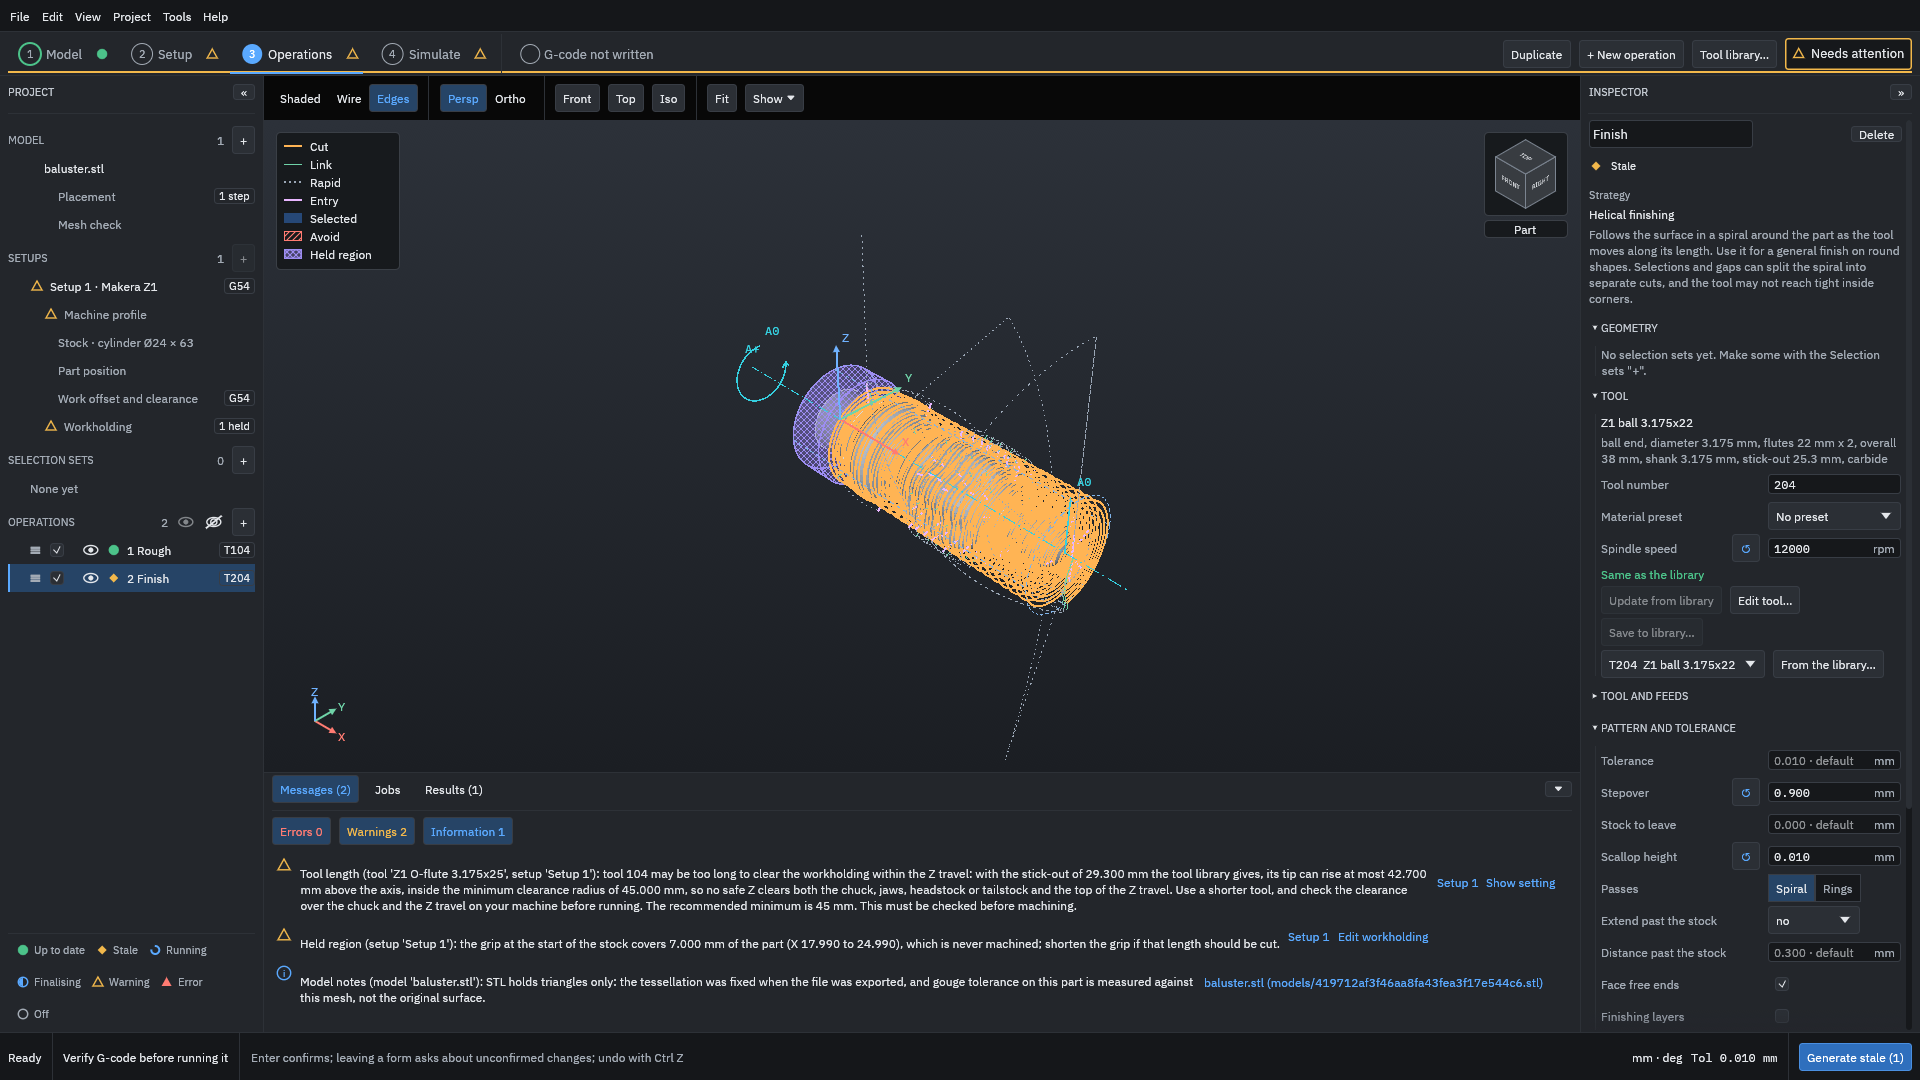 File Edit View Project Tools Help
1 Model 2 Setup 3 Operations 4 Simulate G-code not written Duplicate + New operation Tool library... Needs attention
PROJECT «
Shaded Wire Edges Persp Ortho Front Top Iso Fit Show
INSPECTOR »
MODEL 1 +
baluster.stl
Placement 1 step
Mesh check
SETUPS 1 +
Setup 1 · Makera Z1 G54
Machine profile
Stock · cylinder Ø24 × 63
Part position
Work offset and clearance G54
Workholding 1 held
SELECTION SETS 0 +
None yet
OPERATIONS 2 +
1 Rough T104
2 Finish T204
Up to date Stale Running
Finalising Warning Error
Off
Cut
Link
Rapid
Entry
Selected
Avoid
Held region
TOP
FRONT RIGHT
Part
A0
A+
Z
Y
X
A0
Z
Y
X
Messages (2) Jobs Results (1)
Errors 0 Warnings 2 Information 1
Tool length (tool 'Z1 O-flute 3.175x25', setup 'Setup 1'): tool 104 may be too long to clear the workholding within the Z travel: with the stick-out of 29.300 mm the tool library gives, its tip can rise at most 42.700
mm above the axis, inside the minimum clearance radius of 45.000 mm, so no safe Z clears both the chuck, jaws, headstock or tailstock and the top of the Z travel. Use a shorter tool, and check the clearance
over the chuck and the Z travel on your machine before running. The recommended minimum is 45 mm. This must be checked before machining.
Setup 1 Show setting
Held region (setup 'Setup 1'): the grip at the start of the stock covers 7.000 mm of the part (X 17.990 to 24.990), which is never machined; shorten the grip if that length should be cut.
Setup 1 Edit workholding
Model notes (model 'baluster.stl'): STL holds triangles only: the tessellation was fixed when the file was exported, and gouge tolerance on this part is measured against
this mesh, not the original surface.
baluster.stl (models/419712af3f46aa8fa43fea3f17e544c6.stl)
Finish Delete
Stale
Strategy
Helical finishing
Follows the surface in a spiral around the part as the tool
moves along its length. Use it for a general finish on round
shapes. Selections and gaps can split the spiral into
separate cuts, and the tool may not reach tight inside
corners.
GEOMETRY
No selection sets yet. Make some with the Selection
sets "+".
TOOL
Z1 ball 3.175x22
ball end, diameter 3.175 mm, flutes 22 mm x 2, overall
38 mm, shank 3.175 mm, stick-out 25.3 mm, carbide
Tool number 204
Material preset No preset
Spindle speed 12000 rpm
Same as the library
Update from library Edit tool...
Save to library...
T204 Z1 ball 3.175x22 From the library...
TOOL AND FEEDS
PATTERN AND TOLERANCE
Tolerance 0.010 · default mm
Stepover 0.900 mm
Stock to leave 0.000 · default mm
Scallop height 0.010 mm
Passes Spiral Rings
Extend past the stock no
Distance past the stock 0.300 · default mm
Face free ends
Finishing layers
Ready Verify G-code before running it Enter confirms; leaving a form asks about unconfirmed changes; undo with Ctrl Z mm · deg Tol 0.010 mm Generate stale (1)